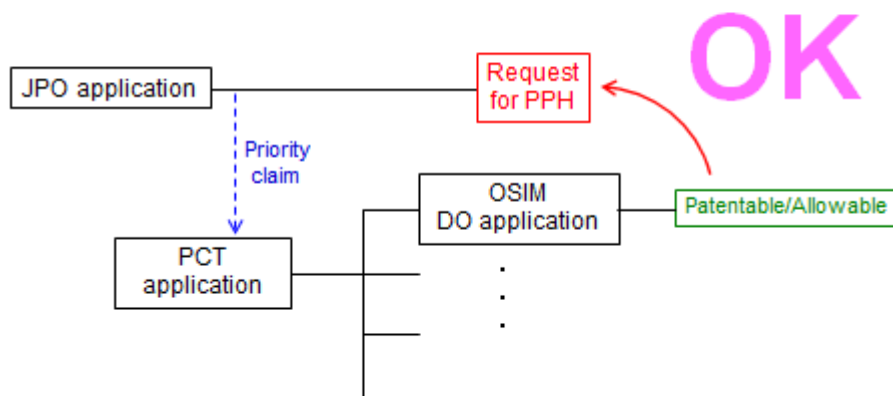 OK
Request
for PPH
JPO application
Priority
claim
OSIM
DO application
Patentable/Allowable
PCT
application